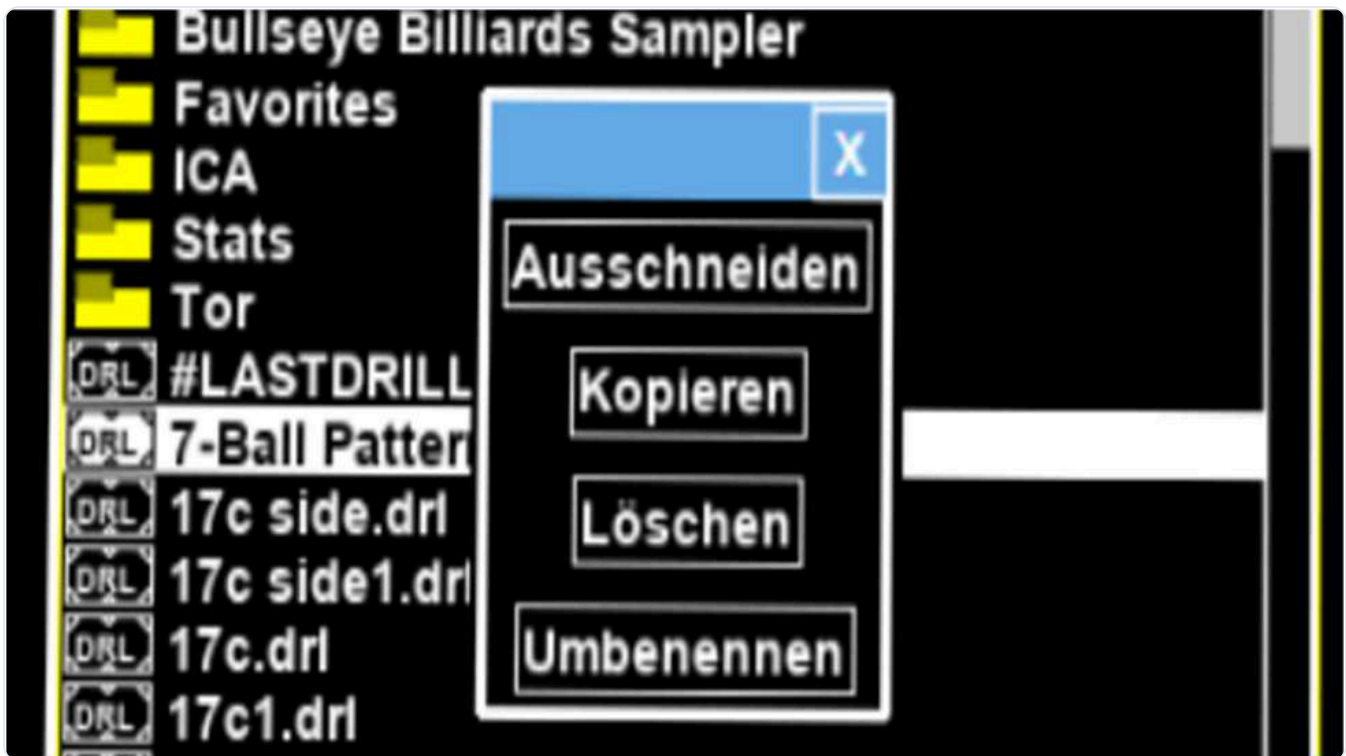 Bullseye Billiards Sampler
Favorites
ICA
Stats
Tor
DRL #LASTDRILL
DRL 7-Ball Pattern
DRL 17c side.drl
DRL 17c side1.drl
DRL 17c.drl
DRL 17c1.drl
X
Ausschneiden
Kopieren
Löschen
Umbenennen